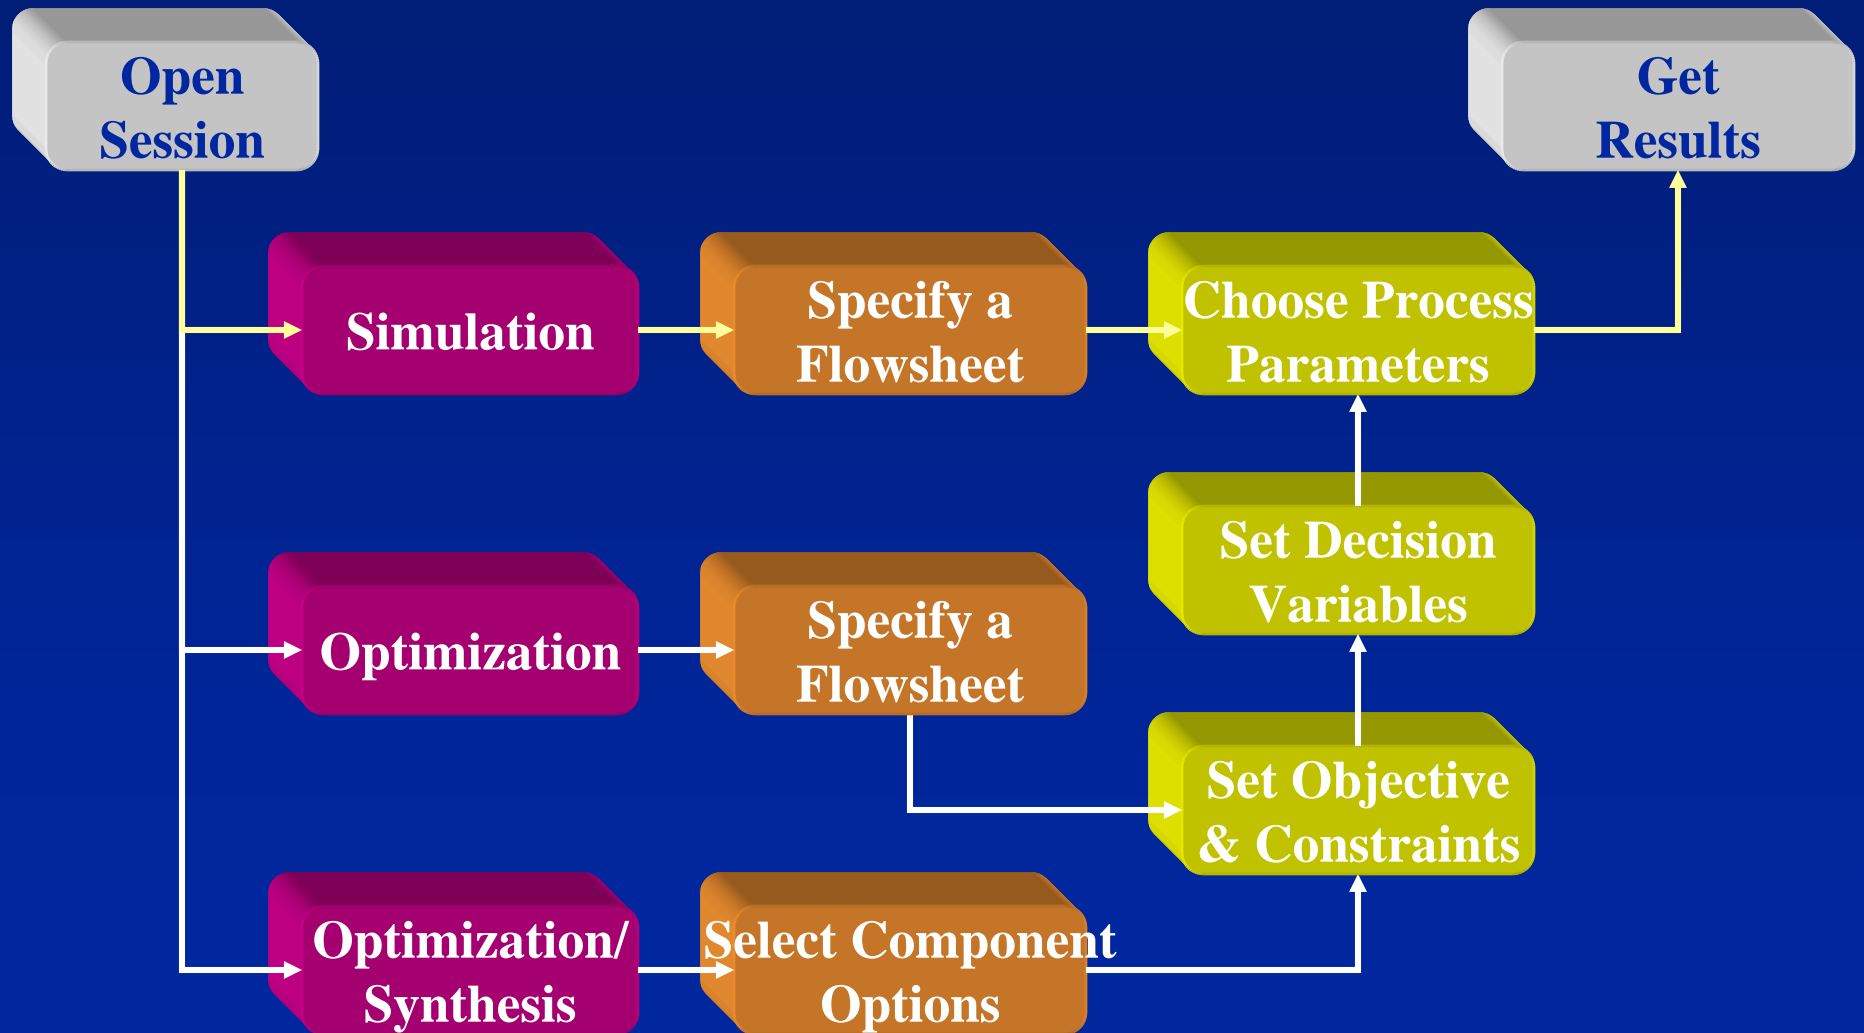 Open
Session
Get
Results
Simulation
Specify a
Flowsheet
Choose Process
Parameters
Set Decision
Variables
Optimization
Specify a
Flowsheet
Set Objective
& Constraints
Optimization/
Synthesis
Select Component
Options